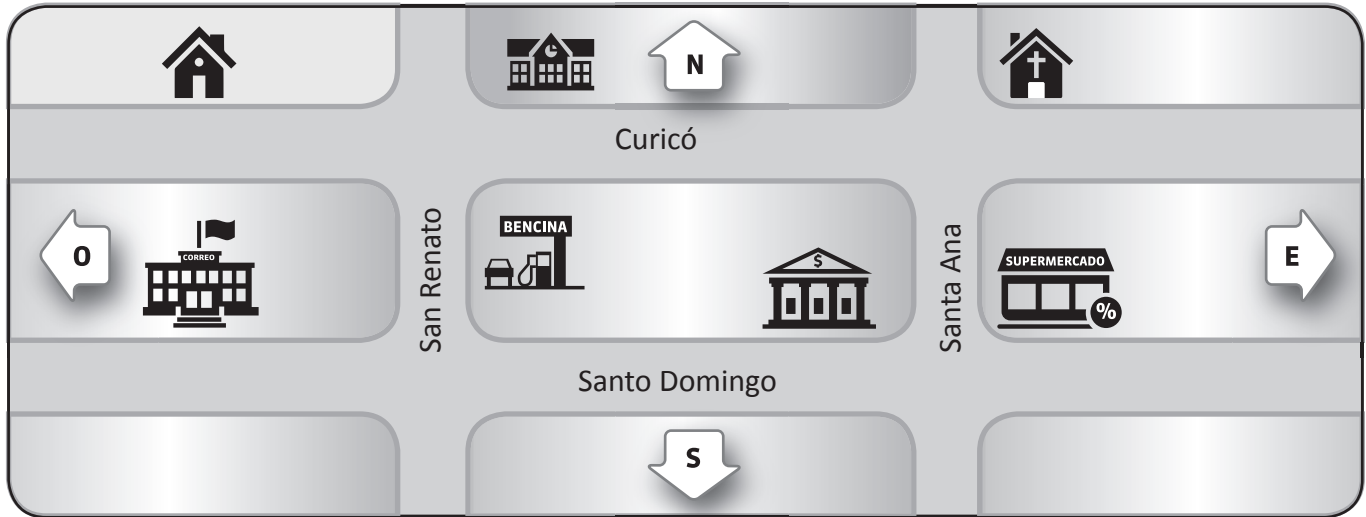 N
Curicó
San Renato
Santa Ana
O
CORREO
BENCINA
$
SUPERMERCADO
%
E
Santo Domingo
S